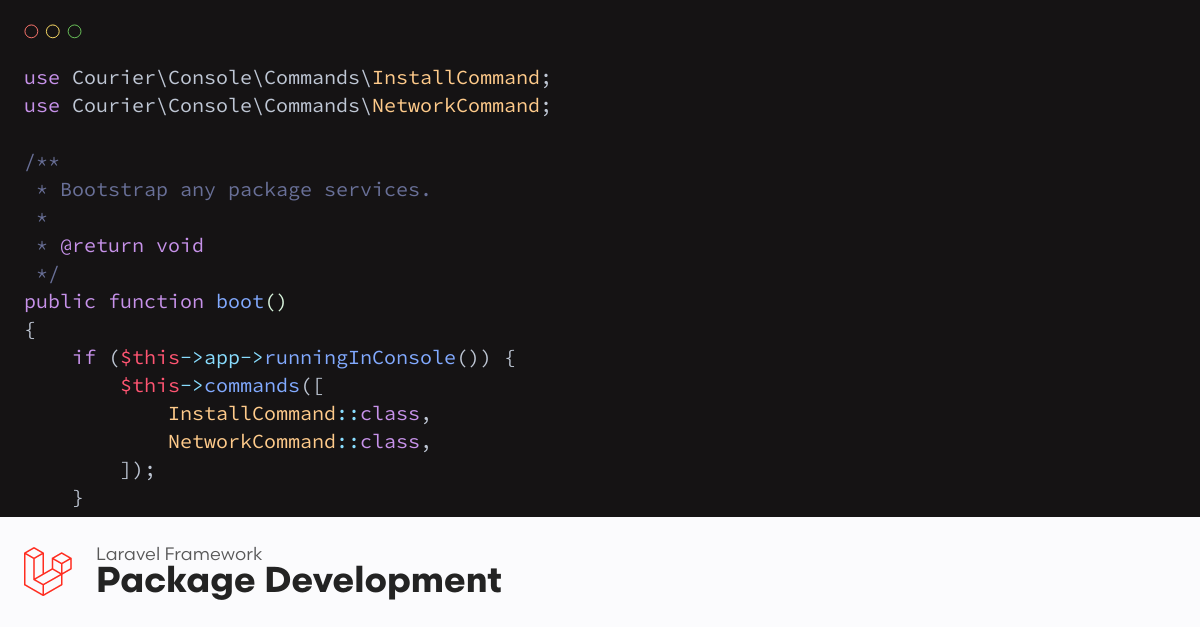 use Courier\Console\Commands\InstallCommand;
use Courier\Console\Commands\NetworkCommand;

/**
 * Bootstrap any package services.
 *
 * @return void
 */
public function boot()
{
    if ($this->app->runningInConsole()) {
        $this->commands([
            InstallCommand::class,
            NetworkCommand::class,
        ]);
    }
Laravel Framework
Package Development